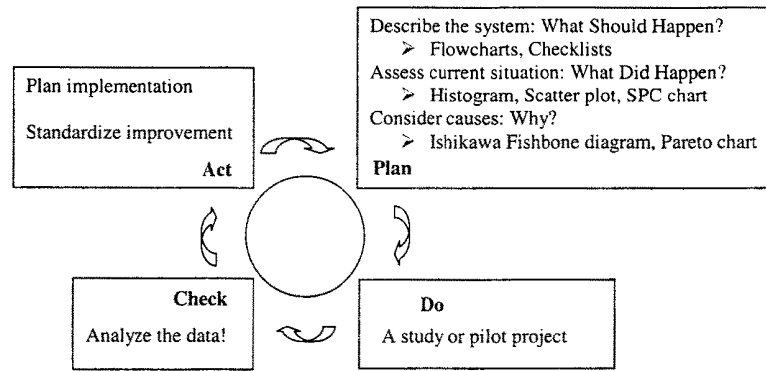 Describe the system: What Should Happen?
➢ Flowcharts, Checklists
Assess current situation: What Did Happen?
➢ Histogram, Scatter plot, SPC chart
Consider causes: Why?
➢ Ishikawa Fishbone diagram, Pareto chart
Plan
Plan implementation
Standardize improvement
Act
Check
Analyze the data!
Do
A study or pilot project